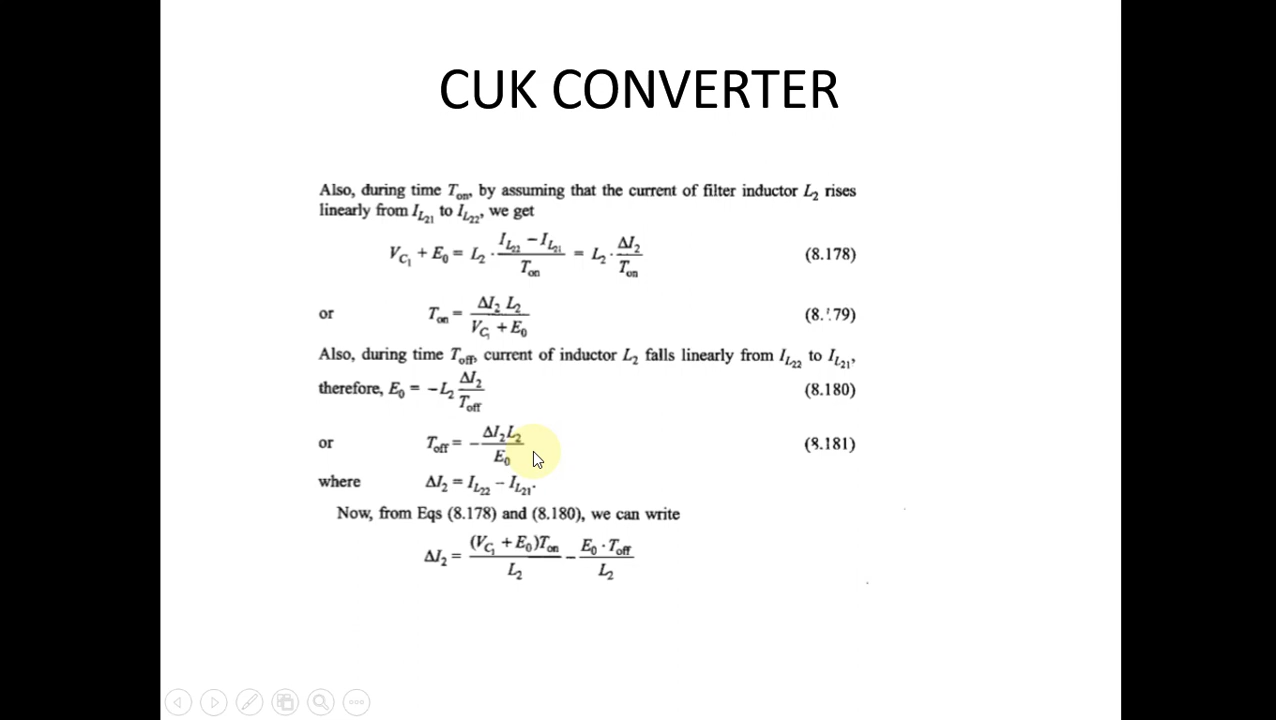 CUK CONVERTER
Also, during time T_on, by assuming that the current of filter inductor L_2 rises
linearly from I_L21 to I_L22, we get
V_C1 + E_0 = L_2 · (I_L22 − I_L21) / T_on = L_2 · ΔI_2 / T_on (8.178)
or T_on = ΔI_2 L_2 / (V_C1 + E_0) (8.179)
Also, during time T_off, current of inductor L_2 falls linearly from I_L22 to I_L21,
therefore, E_0 = −L_2 ΔI_2 / T_off (8.180)
or T_off = − ΔI_2 L_2 / E_0 (8.181)
where ΔI_2 = I_L22 − I_L21.
Now, from Eqs (8.178) and (8.180), we can write
ΔI_2 = (V_C1 + E_0)T_on / L_2 − E_0 · T_off / L_2